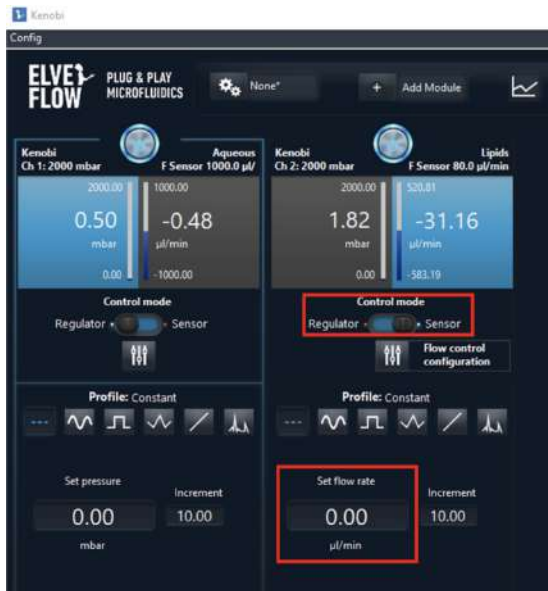 Kenobi
Config
ELVE
FLOW
PLUG & PLAY
MICROFLUIDICS
None*
+ Add Module
Kenobi Aqueous
Ch 1: 2000 mbar F Sensor 1000.0 µl/
2000.00 1000.00
0.50 -0.48
mbar µl/min
0.00 -1000.00
Control mode
Regulator Sensor
Profile: Constant
Set pressure
Increment
0.00 10.00
mbar
Kenobi Lipids
Ch 2: 2000 mbar F Sensor 80.0 µl/min
2000.00 520.81
1.82 -31.16
mbar µl/min
0.00 -583.19
Control mode
Regulator Sensor
Flow control
configuration
Profile: Constant
Set flow rate
Increment
0.00 10.00
µl/min